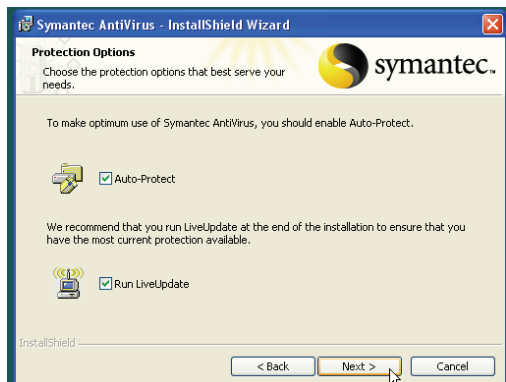 Symantec AntiVirus - InstallShield Wizard
Protection Options
Choose the protection options that best serve your
needs.
symantec.
To make optimum use of Symantec AntiVirus, you should enable Auto-Protect.
Auto-Protect
We recommend that you run LiveUpdate at the end of the installation to ensure that you
have the most current protection available.
Run LiveUpdate
InstallShield
< Back
Next >
Cancel